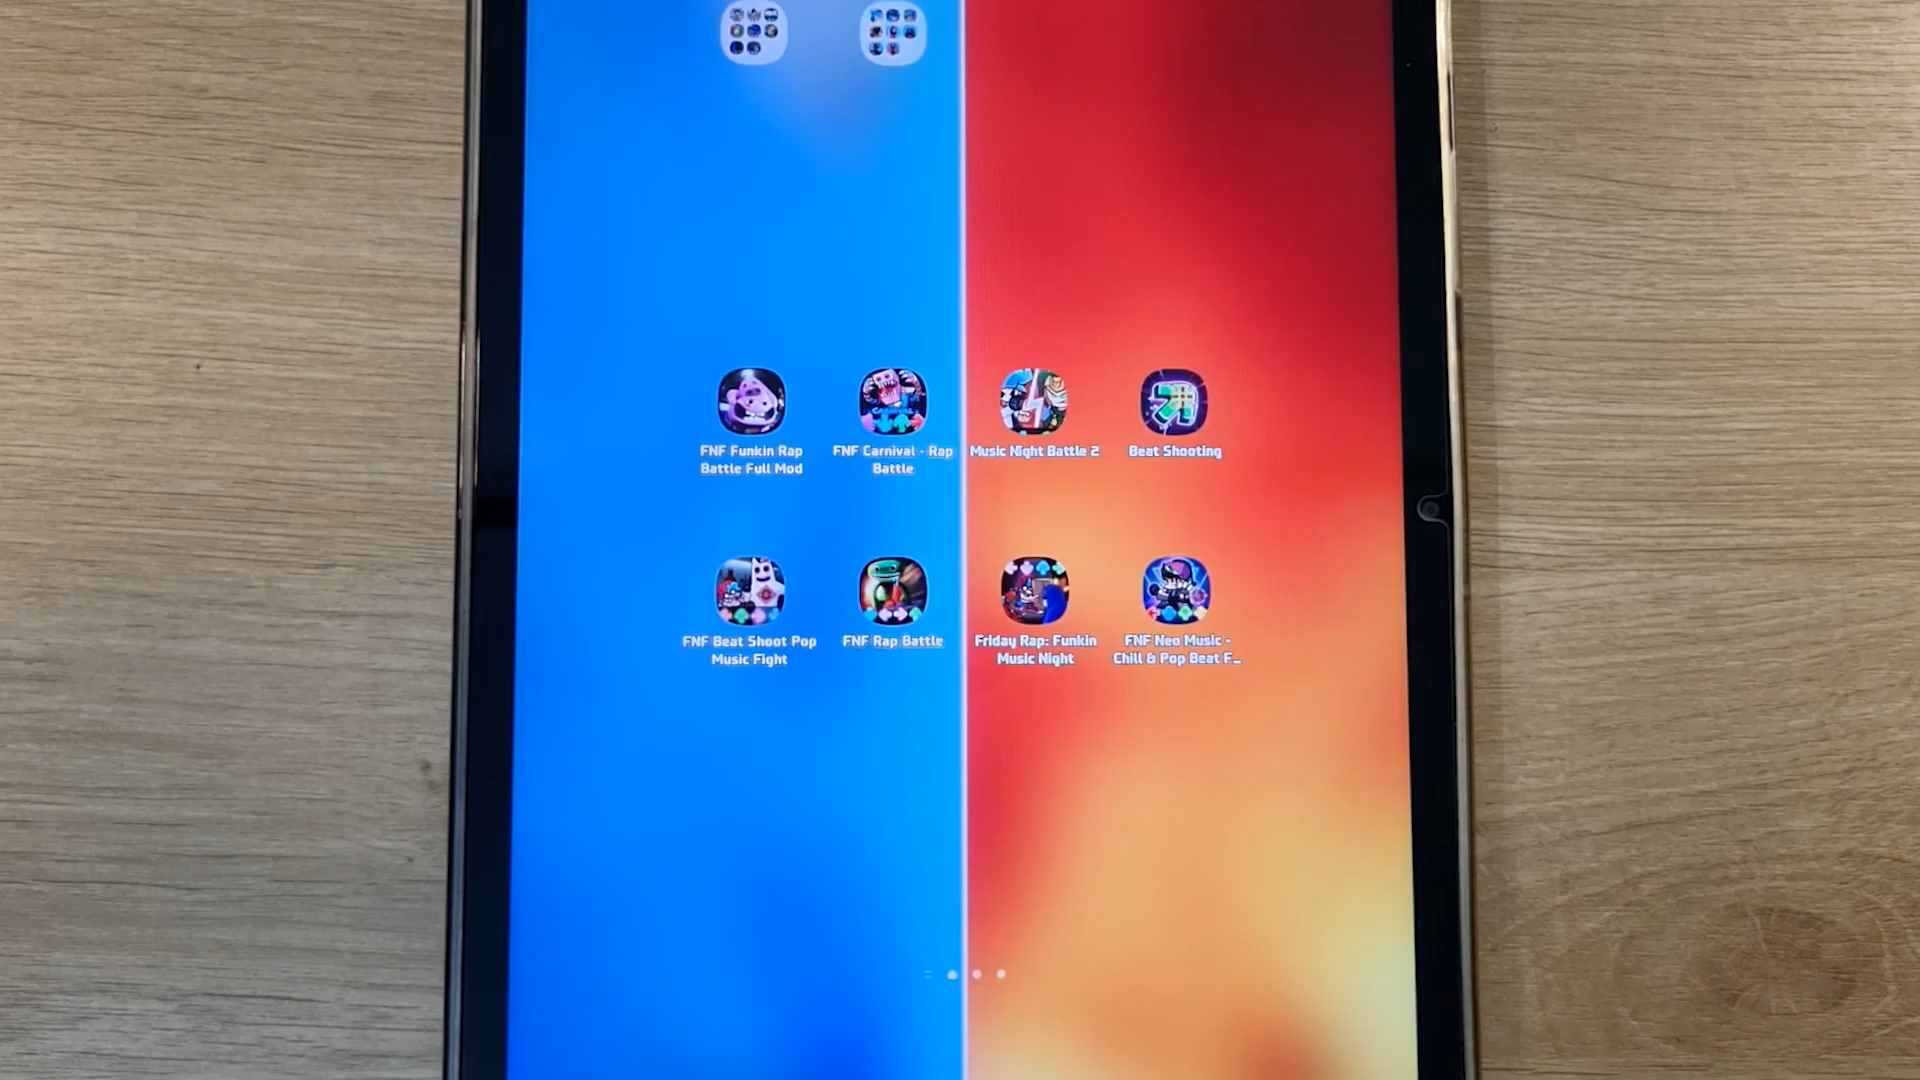 FNF Funkin Rap
Battle Full Mod
FNF Carnival - Rap
Battle
Music Night Battle 2
Beat Shooting
FNF Beat Shoot Pop
Music Fight
FNF Rap Battle
Friday Rap: Funkin
Music Night
FNF Neo Music -
Chill & Pop Beat F...